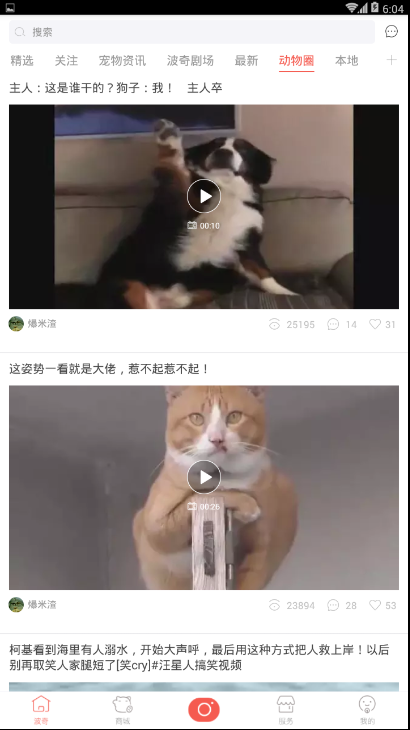 6:04
搜索
精选 关注 宠物资讯 波奇剧场 最新 动物圈 本地
主人：这是谁干的？狗子：我！ 主人卒
00:10
爆米渣 25195 14 31
这姿势一看就是大佬，惹不起惹不起！
00:26
爆米渣 23894 28 53
柯基看到海里有人溺水，开始大声呼，最后用这种方式把人救上岸！以后
别再取笑人家腿短了[笑cry]#汪星人搞笑视频
波奇 商城 服务 我的